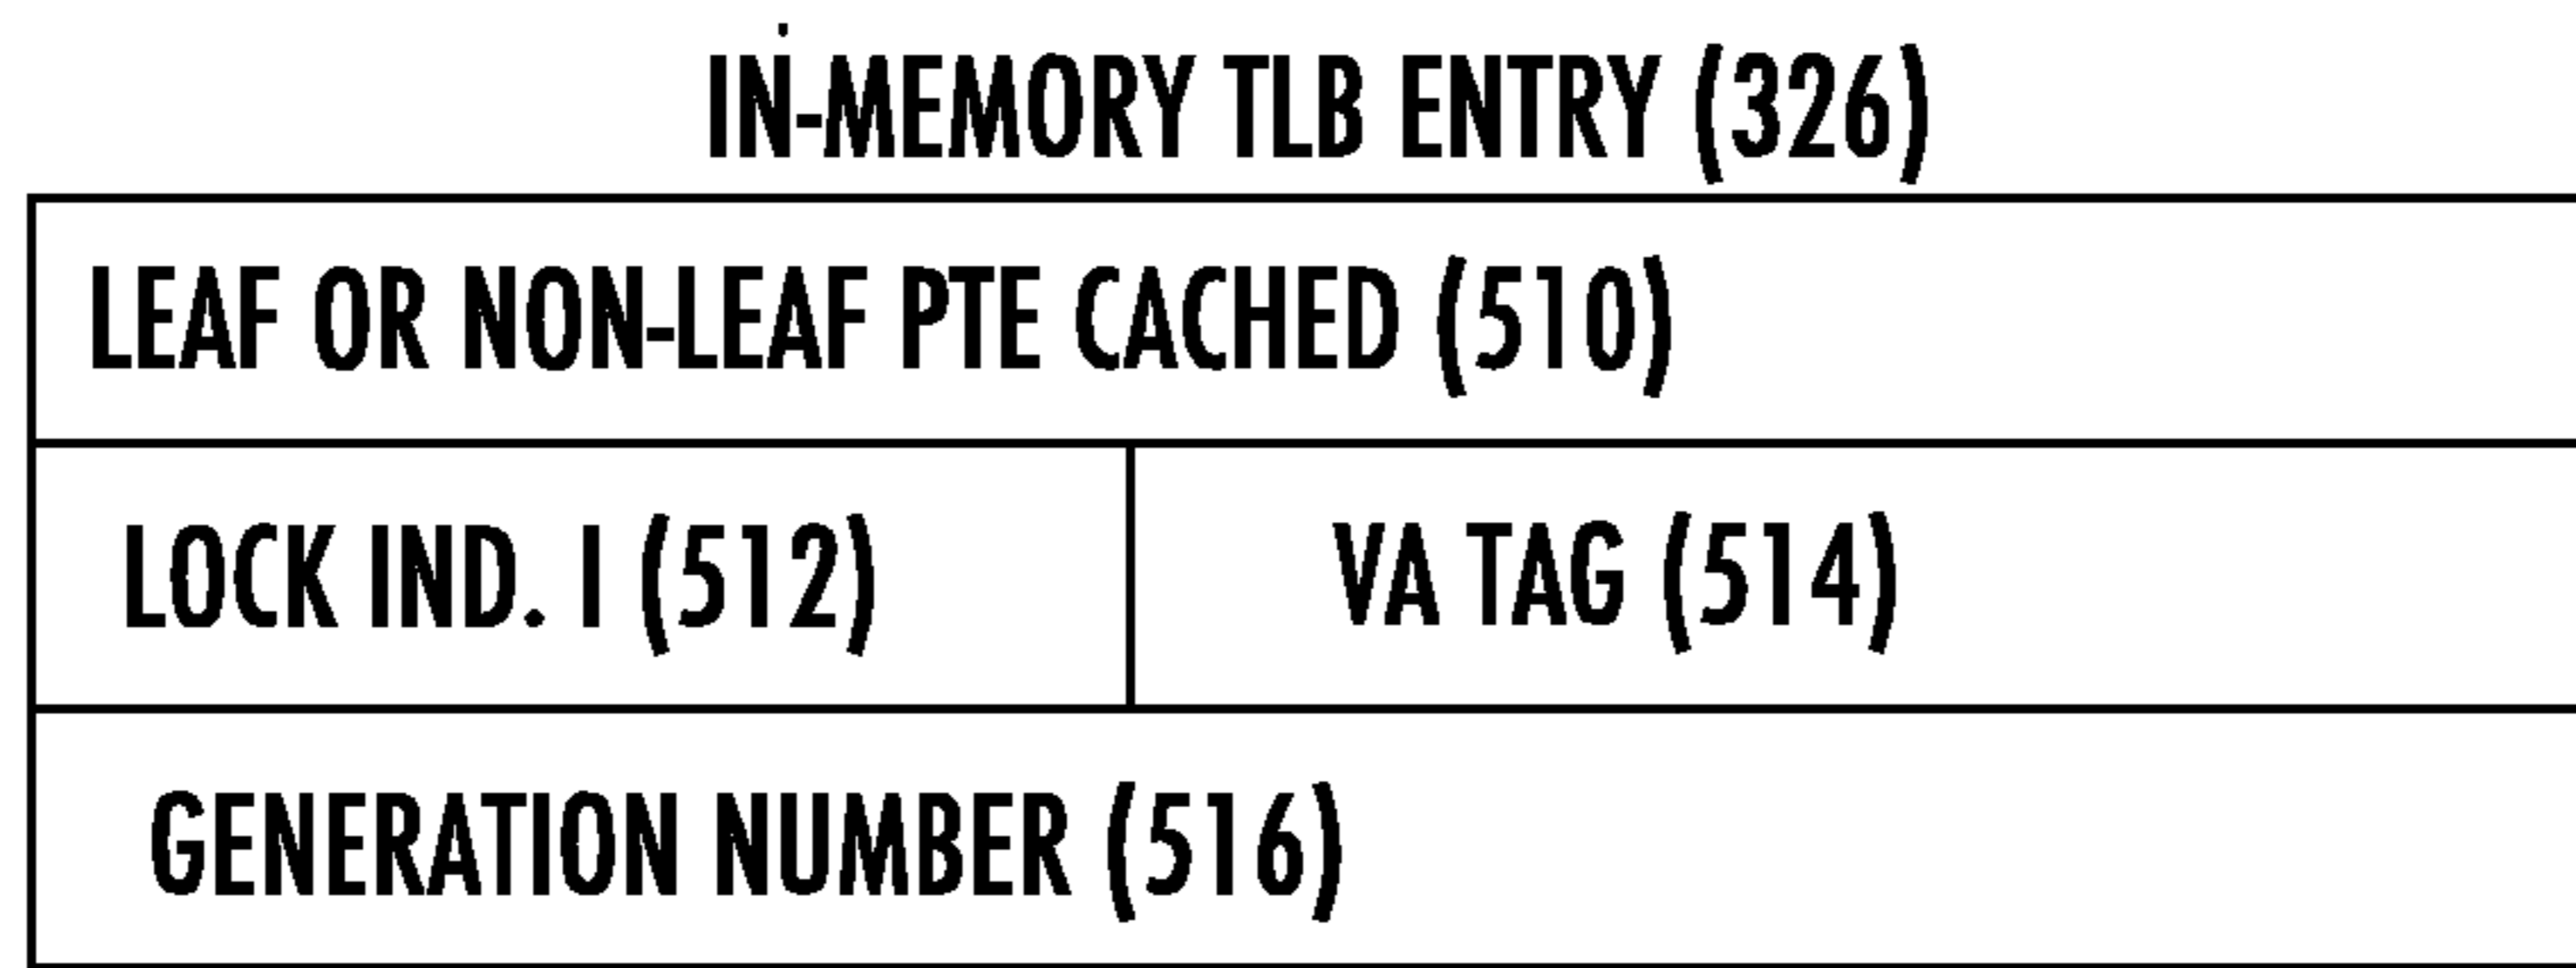 IN-MEMORY TLB ENTRY (326)
LEAF OR NON-LEAF PTE CACHED (510)
LOCK IND. I (512)
VA TAG (514)
GENERATION NUMBER (516)